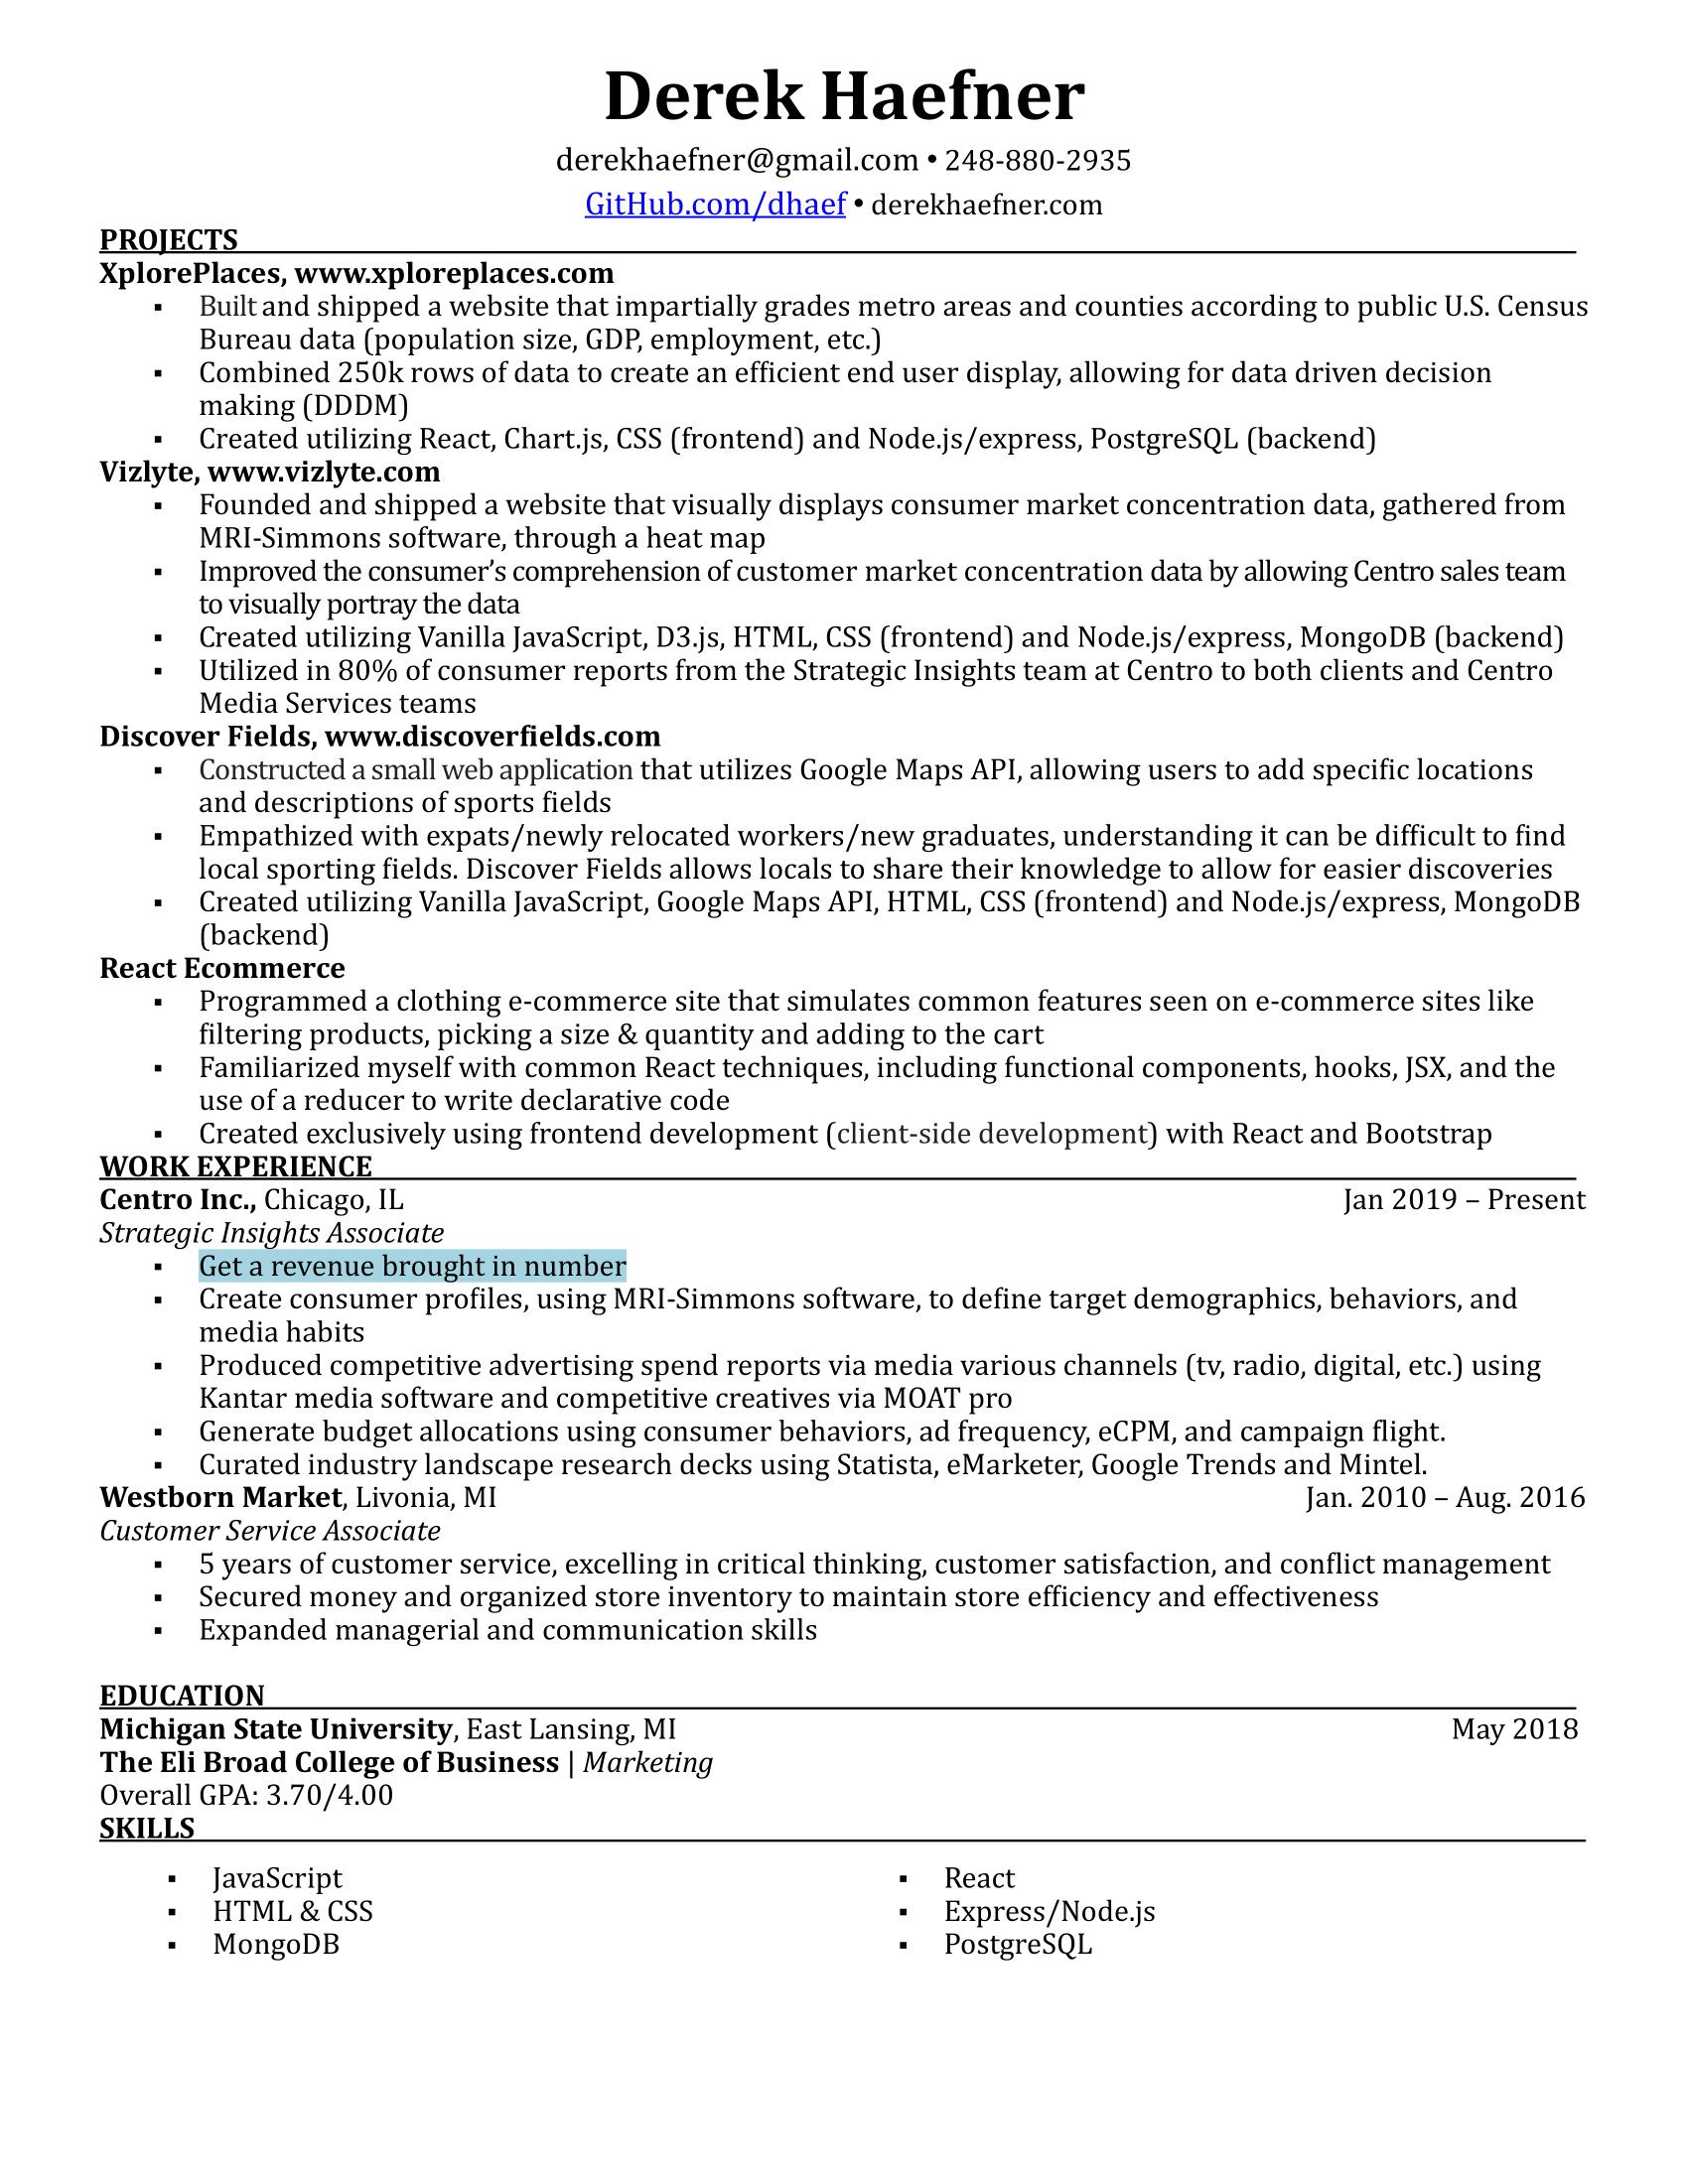 Derek Haefner
derekhaefner@gmail.com • 248-880-2935
GitHub.com/dhaef • derekhaefner.com
PROJECTS
XplorePlaces, www.xploreplaces.com
▪ Built and shipped a website that impartially grades metro areas and counties according to public U.S. Census
Bureau data (population size, GDP, employment, etc.)
▪ Combined 250k rows of data to create an efficient end user display, allowing for data driven decision
making (DDDM)
▪ Created utilizing React, Chart.js, CSS (frontend) and Node.js/express, PostgreSQL (backend)
Vizlyte, www.vizlyte.com
▪ Founded and shipped a website that visually displays consumer market concentration data, gathered from
MRI-Simmons software, through a heat map
▪ Improved the consumer’s comprehension of customer market concentration data by allowing Centro sales team
to visually portray the data
▪ Created utilizing Vanilla JavaScript, D3.js, HTML, CSS (frontend) and Node.js/express, MongoDB (backend)
▪ Utilized in 80% of consumer reports from the Strategic Insights team at Centro to both clients and Centro
Media Services teams
Discover Fields, www.discoverfields.com
▪ Constructed a small web application that utilizes Google Maps API, allowing users to add specific locations
and descriptions of sports fields
▪ Empathized with expats/newly relocated workers/new graduates, understanding it can be difficult to find
local sporting fields. Discover Fields allows locals to share their knowledge to allow for easier discoveries
▪ Created utilizing Vanilla JavaScript, Google Maps API, HTML, CSS (frontend) and Node.js/express, MongoDB
(backend)
React Ecommerce
▪ Programmed a clothing e-commerce site that simulates common features seen on e-commerce sites like
filtering products, picking a size & quantity and adding to the cart
▪ Familiarized myself with common React techniques, including functional components, hooks, JSX, and the
use of a reducer to write declarative code
▪ Created exclusively using frontend development (client-side development) with React and Bootstrap
WORK EXPERIENCE
Centro Inc., Chicago, IL Jan 2019 – Present
Strategic Insights Associate
▪ Get a revenue brought in number
▪ Create consumer profiles, using MRI-Simmons software, to define target demographics, behaviors, and
media habits
▪ Produced competitive advertising spend reports via media various channels (tv, radio, digital, etc.) using
Kantar media software and competitive creatives via MOAT pro
▪ Generate budget allocations using consumer behaviors, ad frequency, eCPM, and campaign flight.
▪ Curated industry landscape research decks using Statista, eMarketer, Google Trends and Mintel.
Westborn Market, Livonia, MI Jan. 2010 – Aug. 2016
Customer Service Associate
▪ 5 years of customer service, excelling in critical thinking, customer satisfaction, and conflict management
▪ Secured money and organized store inventory to maintain store efficiency and effectiveness
▪ Expanded managerial and communication skills
EDUCATION
Michigan State University, East Lansing, MI May 2018
The Eli Broad College of Business | Marketing
Overall GPA: 3.70/4.00
SKILLS
▪ JavaScript
▪ HTML & CSS
▪ MongoDB
▪ React
▪ Express/Node.js
▪ PostgreSQL